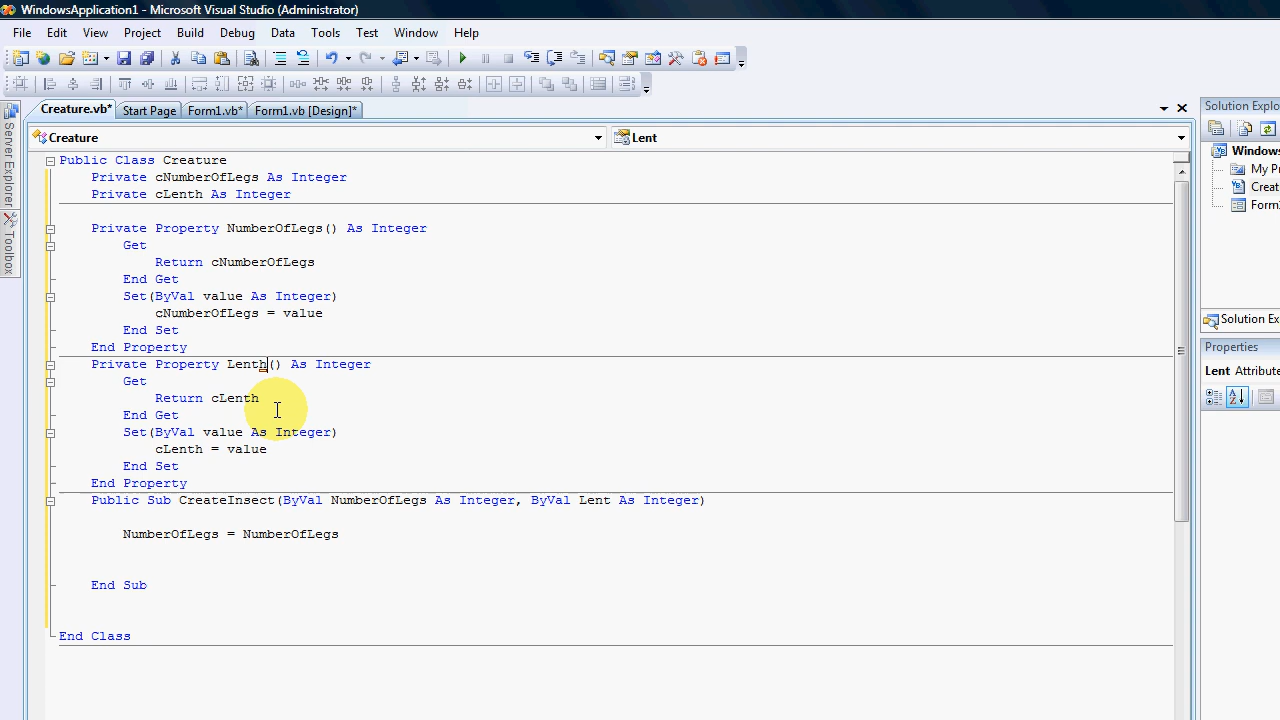 WindowsApplication1 - Microsoft Visual Studio (Administrator)
File Edit View Project Build Debug Data Tools Test Window Help
Creature.vb* Start Page Form1.vb* Form1.vb [Design]*
Solution Explo
Creature Lent
Server Explorer
Toolbox
Public Class Creature
Private cNumberOfLegs As Integer
Private cLenth As Integer
Private Property NumberOfLegs() As Integer
Get
Return cNumberOfLegs
End Get
Set(ByVal value As Integer)
cNumberOfLegs = value
End Set
End Property
Private Property Lenth() As Integer
Get
Return cLenth
End Get
Set(ByVal value As Integer)
cLenth = value
End Set
End Property
Public Sub CreateInsect(ByVal NumberOfLegs As Integer, ByVal Lent As Integer)
NumberOfLegs = NumberOfLegs
End Sub
End Class
Windows
My P
Creat
Form1
Solution Ex
Properties
Lent Attribute